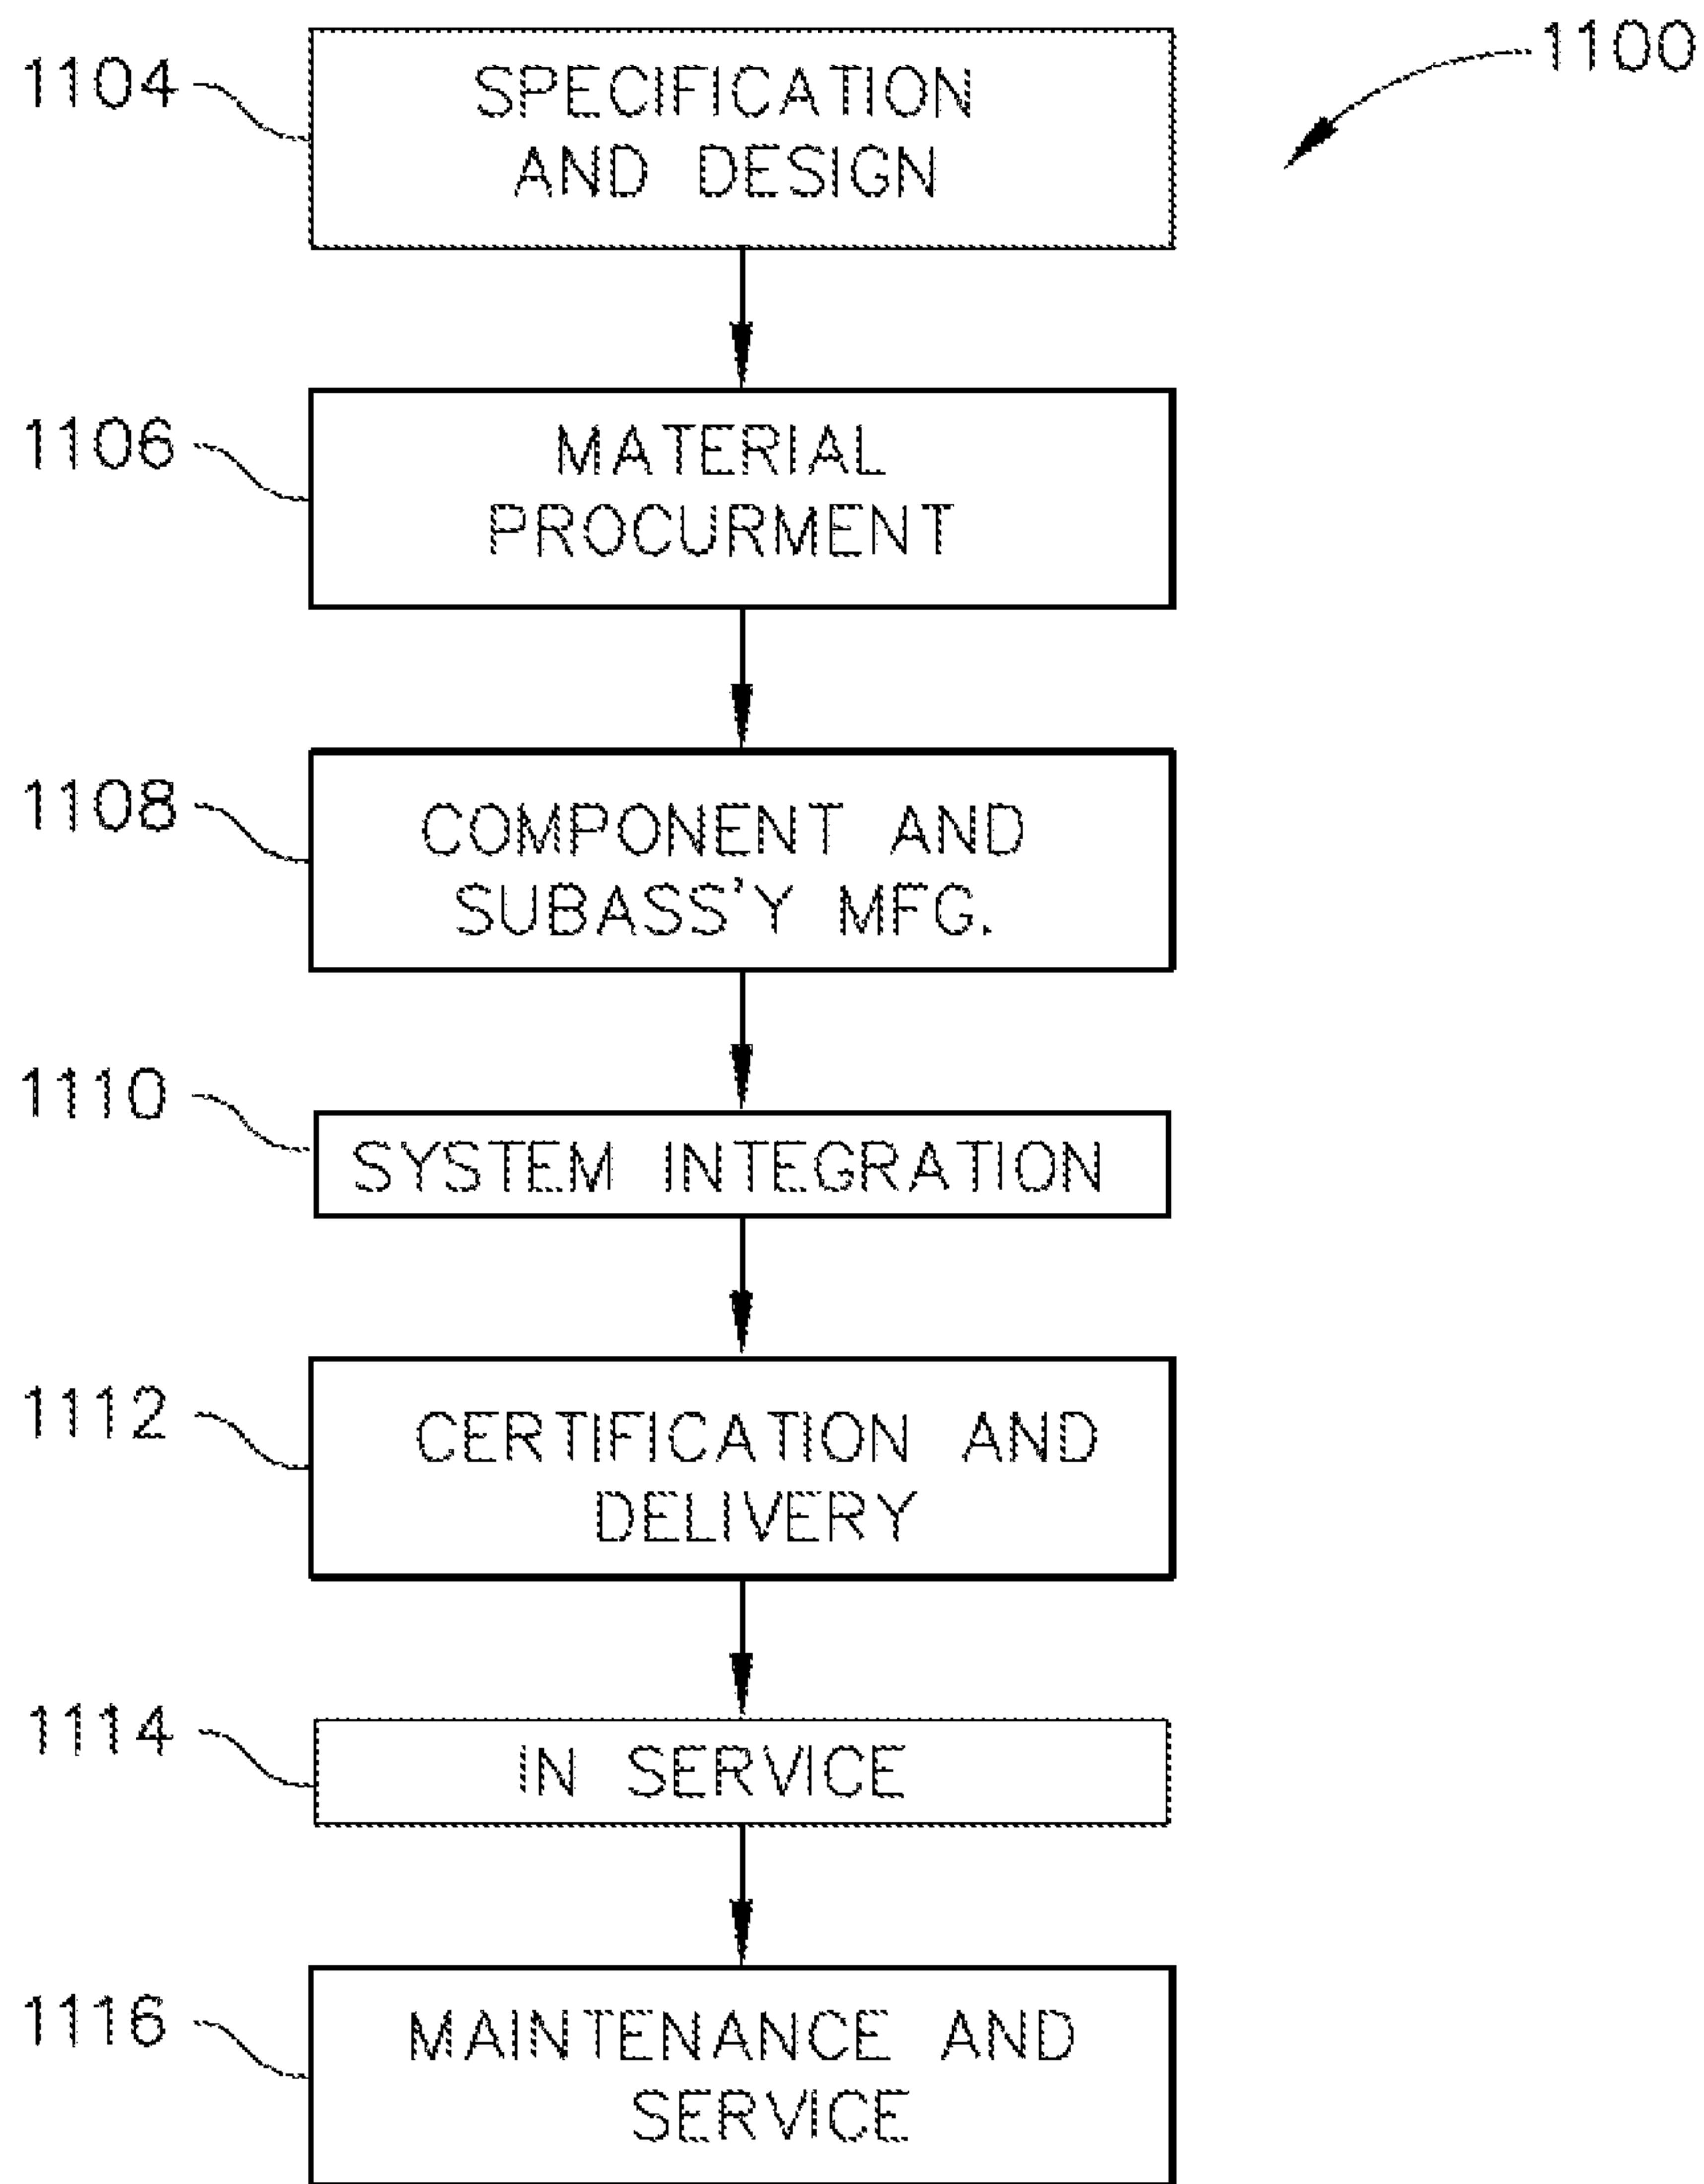 1100
1104
SPECIFICATION
AND DESIGN
1106
MATERIAL
PROCURMENT
1108
COMPONENT AND
SUBASS'Y MFG.
1110
SYSTEM INTEGRATION
1112
CERTIFICATION AND
DELIVERY
1114
IN SERVICE
1116
MAINTENANCE AND
SERVICE